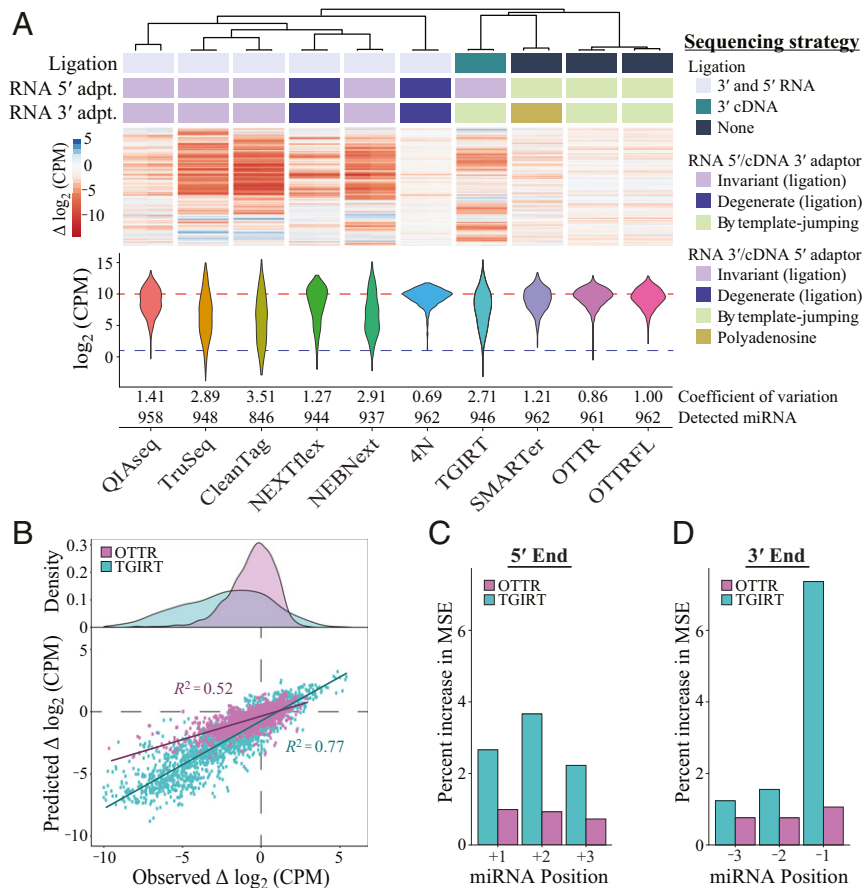 A
Ligation
RNA 5′ adpt.
RNA 3′ adpt.
Δ log2 (CPM)
5
0
−5
−10
Sequencing strategy
Ligation
3′ and 5′ RNA
3′ cDNA
None
RNA 5′/cDNA 3′ adaptor
Invariant (ligation)
Degenerate (ligation)
By template-jumping
RNA 3′/cDNA 5′ adaptor
Invariant (ligation)
Degenerate (ligation)
By template-jumping
Polyadenosine
log2 (CPM)
15
10
5
0
1.41 2.89 3.51 1.27 2.91 0.69 2.71 1.21 0.86 1.00 Coefficient of variation
958 948 846 944 937 962 946 962 961 962 Detected miRNA
QIAseq TruSeq CleanTag NEXTflex NEBNext 4N TGIRT SMARTer OTTR OTTRFL
B
OTTR
TGIRT
Density
0.3
0.2
0.1
0
Predicted Δ log2 (CPM)
5
0
−5
−10
R² = 0.52
R² = 0.77
−10 −5 0 5
Observed Δ log2 (CPM)
C
5′ End
OTTR
TGIRT
Percent increase in MSE
6
4
2
0
+1 +2 +3
miRNA Position
D
3′ End
OTTR
TGIRT
Percent increase in MSE
6
4
2
0
−3 −2 −1
miRNA Position